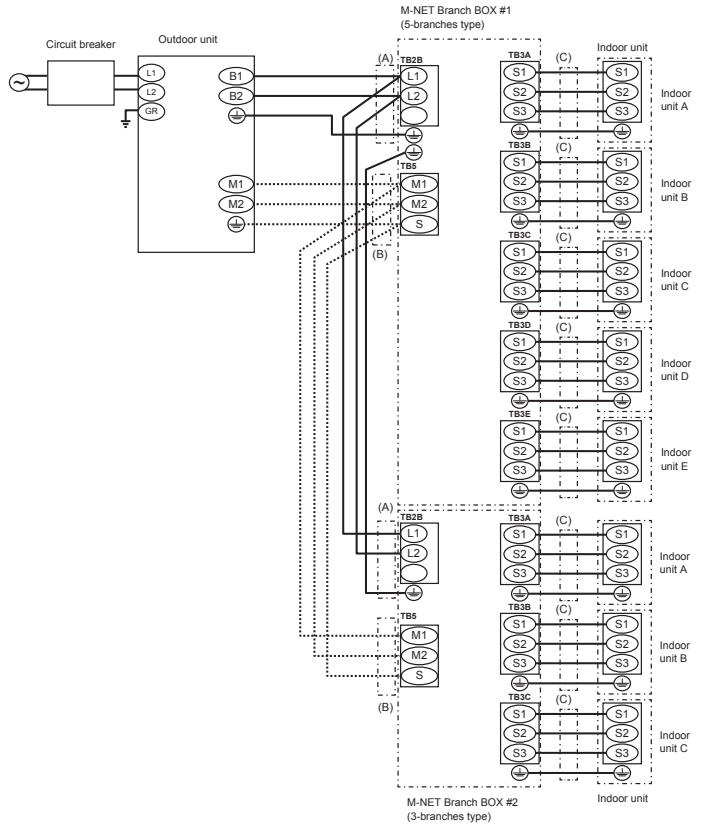 M-NET Branch BOX #1
(5-branches type)
Circuit breaker
Outdoor unit
L1
L2
GR
B1
B2
M1
M2
(A)
TB2B
L1
L2
TB5
M1
M2
S
(B)
Indoor unit
TB3A
(C)
S1
S2
S3
S1
S2
S3
Indoor
unit A
TB3B
(C)
S1
S2
S3
S1
S2
S3
Indoor
unit B
TB3C
(C)
S1
S2
S3
S1
S2
S3
Indoor
unit C
TB3D
(C)
S1
S2
S3
S1
S2
S3
Indoor
unit D
TB3E
(C)
S1
S2
S3
S1
S2
S3
Indoor
unit E
(A)
TB2B
L1
L2
TB5
M1
M2
S
(B)
TB3A
(C)
S1
S2
S3
S1
S2
S3
Indoor
unit A
TB3B
(C)
S1
S2
S3
S1
S2
S3
Indoor
unit B
TB3C
(C)
S1
S2
S3
S1
S2
S3
Indoor
unit C
Indoor unit
M-NET Branch BOX #2
(3-branches type)